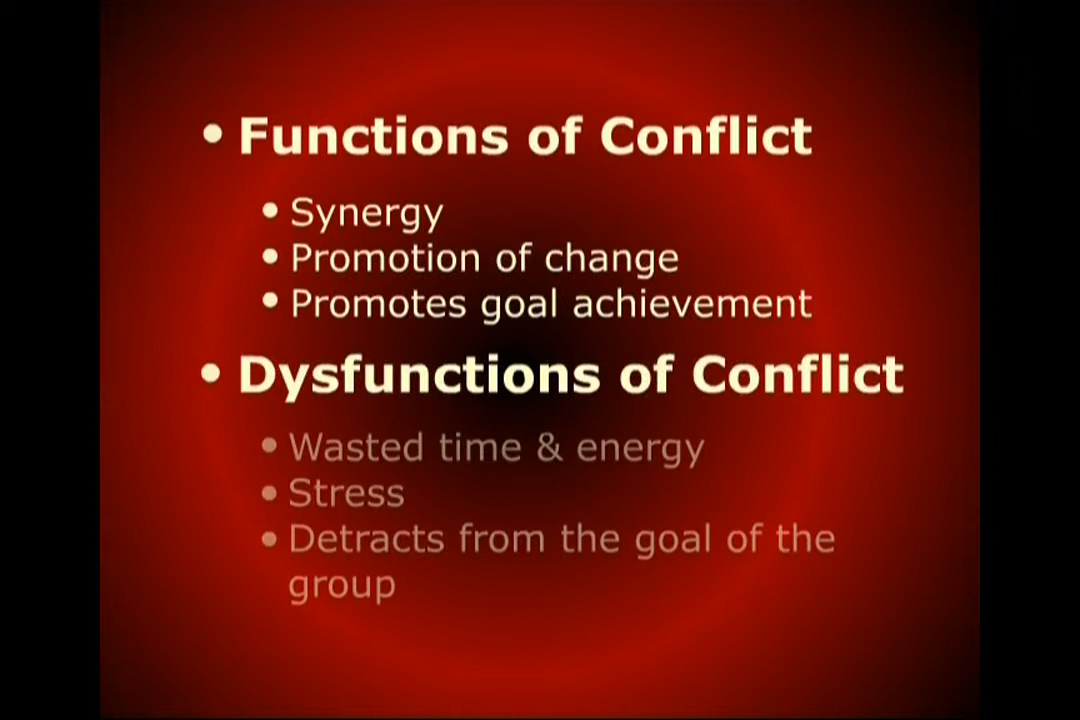 • Functions of Conflict
• Synergy
• Promotion of change
• Promotes goal achievement
• Dysfunctions of Conflict
• Wasted time & energy
• Stress
• Detracts from the goal of the
group